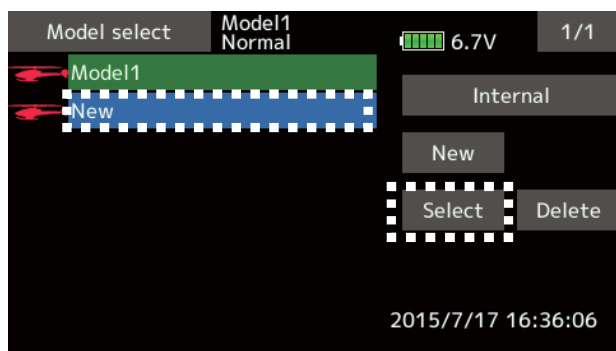 Model select
Model1
Normal
6.7V
1/1
Model1
New
Internal
New
Select
Delete
2015/7/17 16:36:06